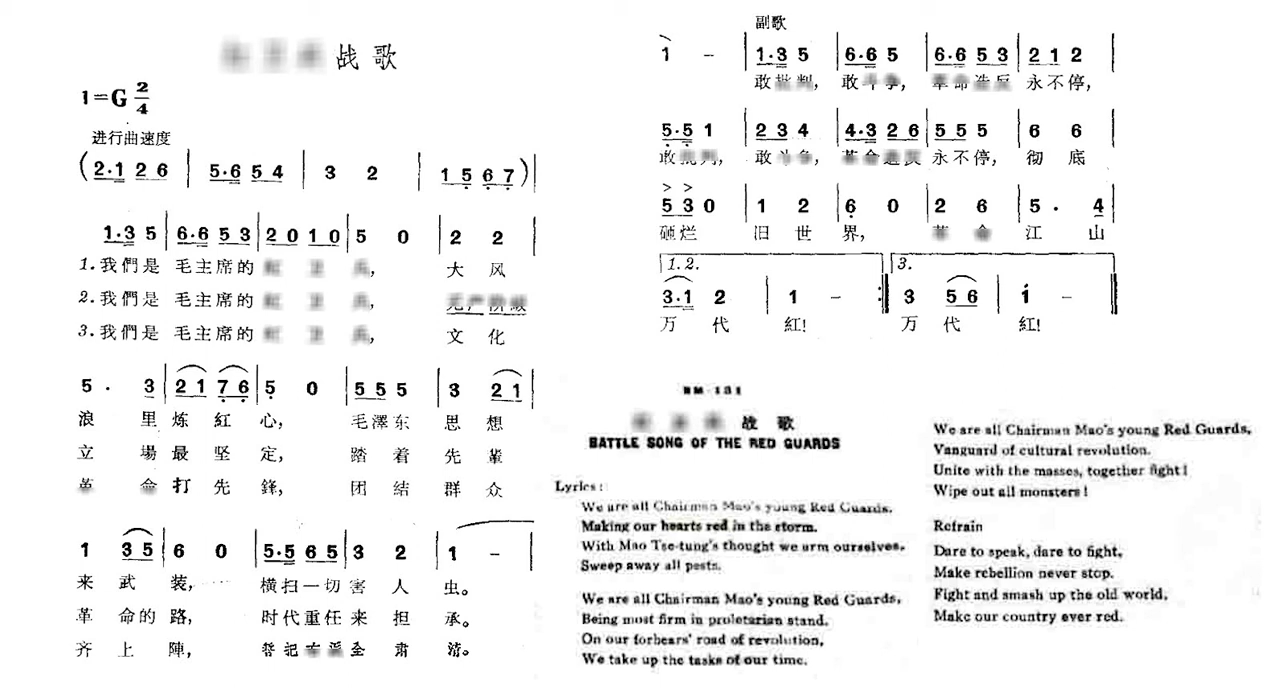 战歌
1=G 2/4
进行曲速度
(2·1 2 6 | 5·6 5 4 | 3 2 | 1 5 6 7)|
1·3 5 | 6·6 5 3 | 2 0 1 0 | 5 0 | 2 2 |
1.我們是 毛主席的 , 大 风
2.我們是 毛主席的 ,
3.我們是 毛主席的 , 文 化
5 · 3 | 2 1 7 6 | 5 0 | 5 5 5 | 3 2 1 |
浪 里 炼 紅 心, 毛澤东 思 想
立 場 最 坚 定, 踏着 先 輩
打 先 鋒, 团结 群 众
1 3 5 | 6 0 | 5·5 6 5 | 3 2 | 1 -
来 武 装, 横扫一切 害 人 虫。
革 命的 路, 时代重任 来 担 承。
齐 上 陣, 全 肃 清。
副歌
1 - | 1·3 5 | 6·6 5 | 6·6 5 3 | 2 1 2 |
敢 , 敢 , 永不停,
5·5 1 | 2 3 4 | 4·3 2 6 | 5 5 5 | 6 6 |
敢 , 敢 , 永不停, 彻 底
> >
5 3 0 | 1 2 | 6 0 | 2 6 | 5 · 4 |
砸烂 旧 世 界, 江 山
1.2. 3.
3·1 2 | 1 - :‖ 3 5 6 | 1 - ‖
万 代 紅! 万 代 紅!
BM-131
战歌
BATTLE SONG OF THE RED GUARDS
Lyrics:
We are all Chairman Mao's young Red Guards.
Making our hearts red in the storm.
With Mao Tse-tung's thought we arm ourselves.
Sweep away all pests.
We are all Chairman Mao's young Red Guards,
Being most firm in proletarian stand.
On our forbears' road of revolution,
We take up the tasks of our time.
We are all Chairman Mao's young Red Guards,
Vanguard of cultural revolution.
Unite with the masses, together fight!
Wipe out all monsters!
Refrain
Dare to speak, dare to fight,
Make rebellion never stop.
Fight and smash up the old world,
Make our country ever red.